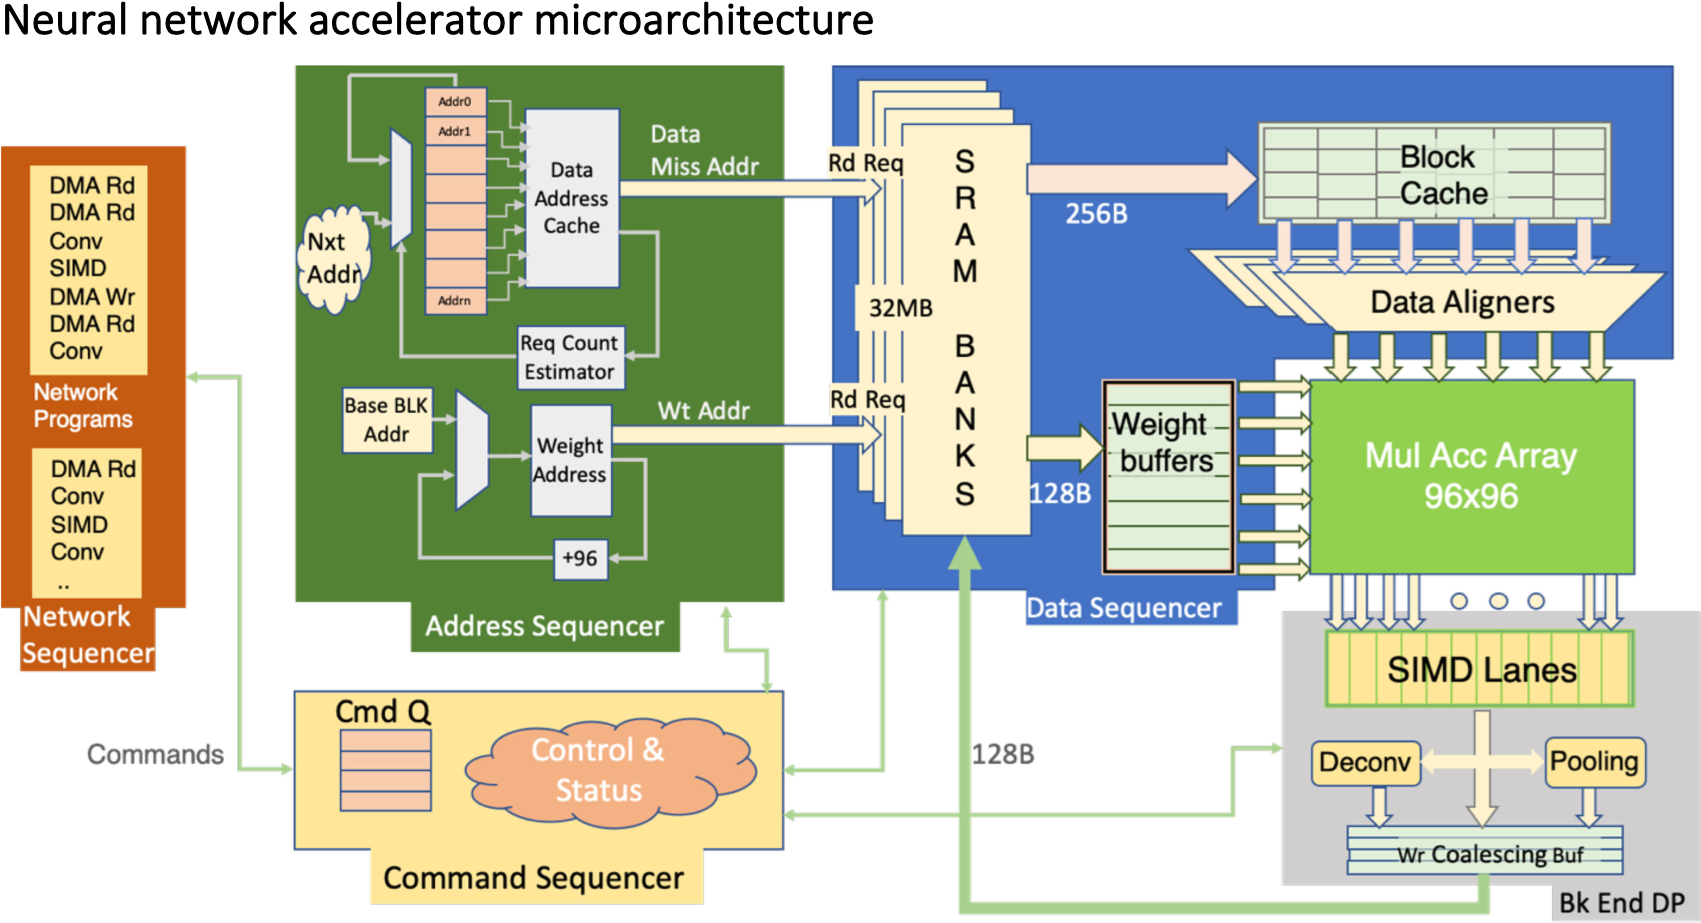 Neural network accelerator microarchitecture
DMA Rd
DMA Rd
Conv
SIMD
DMA Wr
DMA Rd
Conv
Network
Programs
DMA Rd
Conv
SIMD
Conv
..
Network
Sequencer
Addr0
Addr1
Addrn
Nxt
Addr
Data
Address
Cache
Data
Miss Addr
Req Count
Estimator
Base BLK
Addr
Weight
Address
Wt Addr
+96
Address Sequencer
Rd Req
Rd Req
32MB
SRAM
BANKS
256B
128B
Block
Cache
Data Aligners
Weight
buffers
Mul Acc Array
96x96
Data Sequencer
SIMD Lanes
Deconv
Pooling
Wr Coalescing Buf
Bk End DP
128B
Commands
Cmd Q
Control &
Status
Command Sequencer